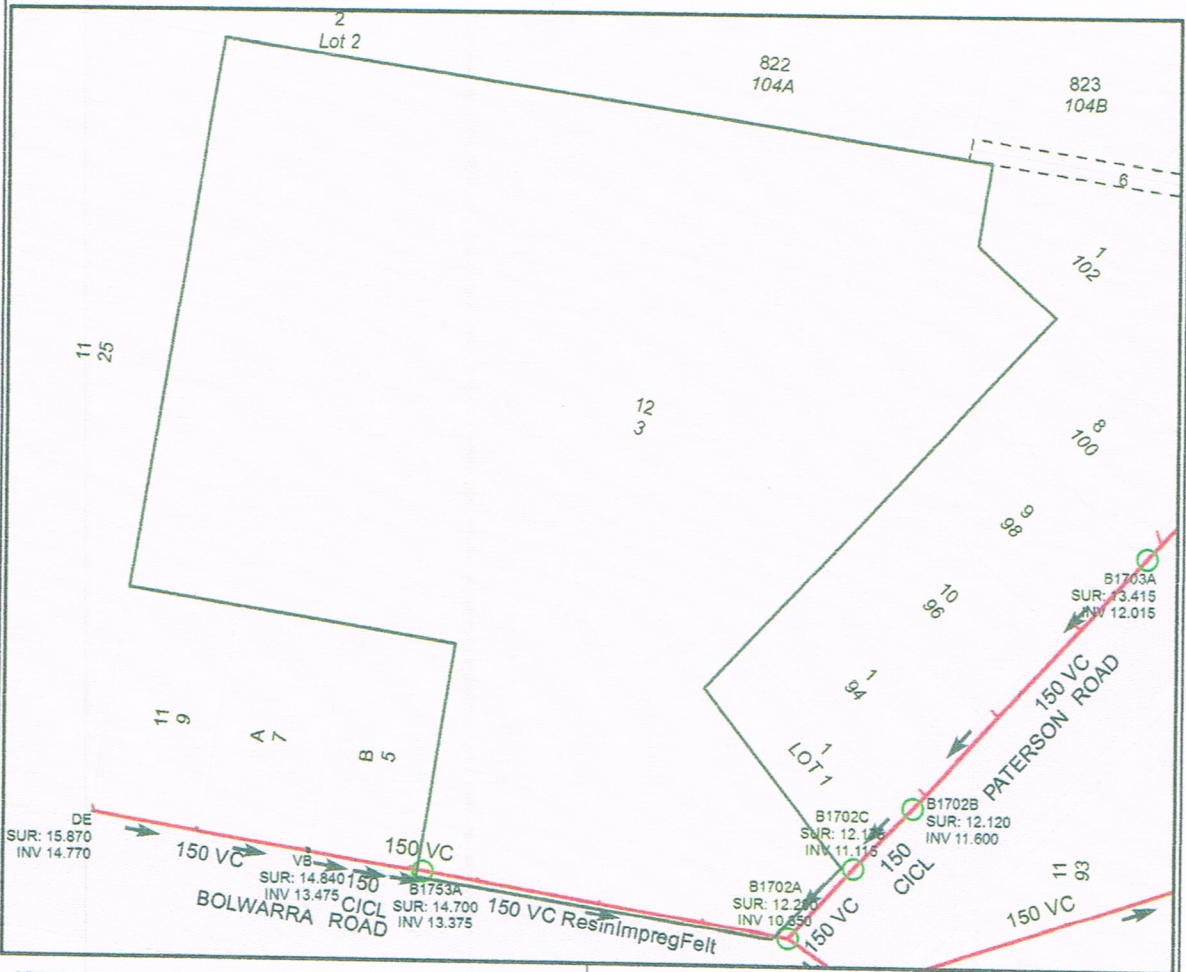 2
Lot 2
822
104A
823
104B
6
1
102
11
25
12
3
8
100
9
98
10
96
B1703A
SUR: 13.415
INV 12.015
1
94
150 VC
PATERSON ROAD
11
9
A
7
B
5
1
LOT 1
B1702C
SUR: 12.175
INV 11.115
B1702B
SUR: 12.120
INV 11.600
DE
SUR: 15.870
INV 14.770
150 VC
VB
SUR: 14.840
INV 13.475
150 VC
150
CICL
BOLWARRA ROAD
B1753A
SUR: 14.700
INV 13.375
150 VC ResinImpregFelt
B1702A
SUR: 12.2
INV 10.
150
CICL
150 VC
11
93
150 VC